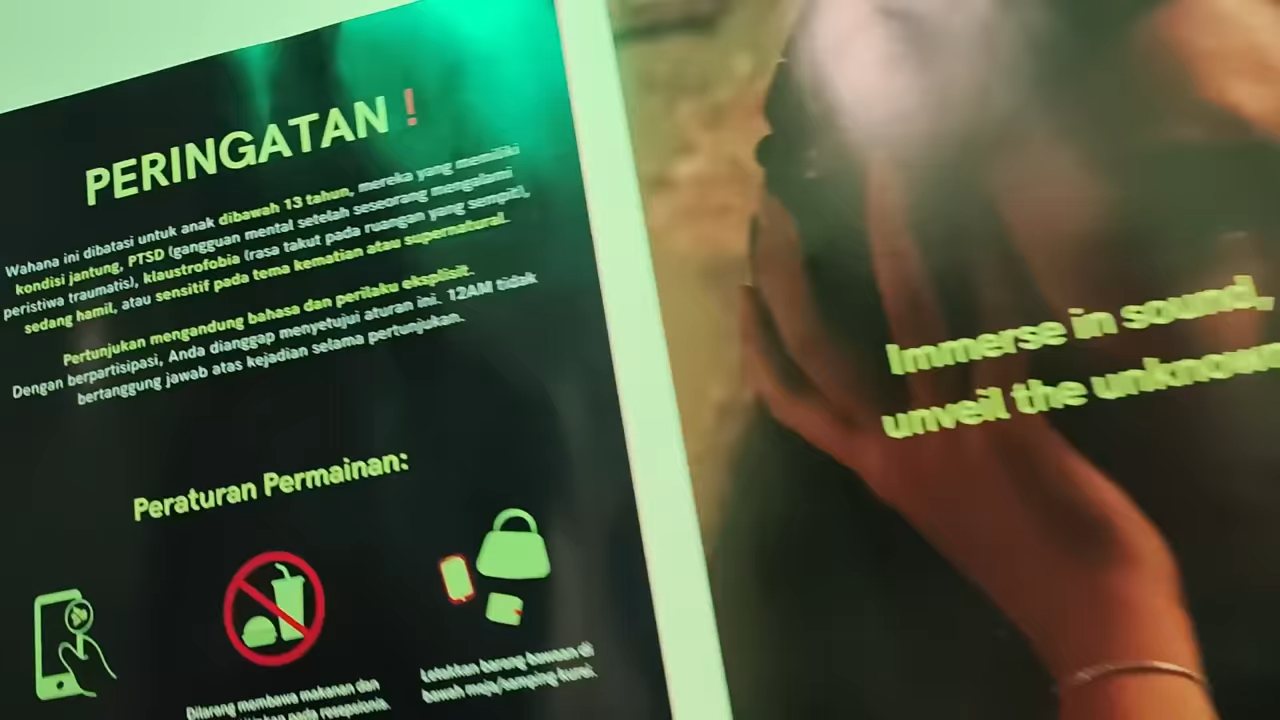 PERINGATAN !
Wahana ini dibatasi untuk anak dibawah 13 tahun, mereka yang memiliki
kondisi jantung, PTSD (gangguan mental setelah seseorang mengalami
peristiwa traumatis), klaustrofobia (rasa takut pada ruangan yang sempit),
sedang hamil, atau sensitif pada tema kematian atau supernatural.
Pertunjukan mengandung bahasa dan perilaku eksplisit.
Dengan berpartisipasi, Anda dianggap menyetujui aturan ini. 12AM tidak
bertanggung jawab atas kejadian selama pertunjukan.
Peraturan Permainan:
Dilarang membawa makanan dan
pada resepsionis.
Letakkan barang bawaan di
bawah meja/samping kursi.
Immerse in sound,
unveil the unknown